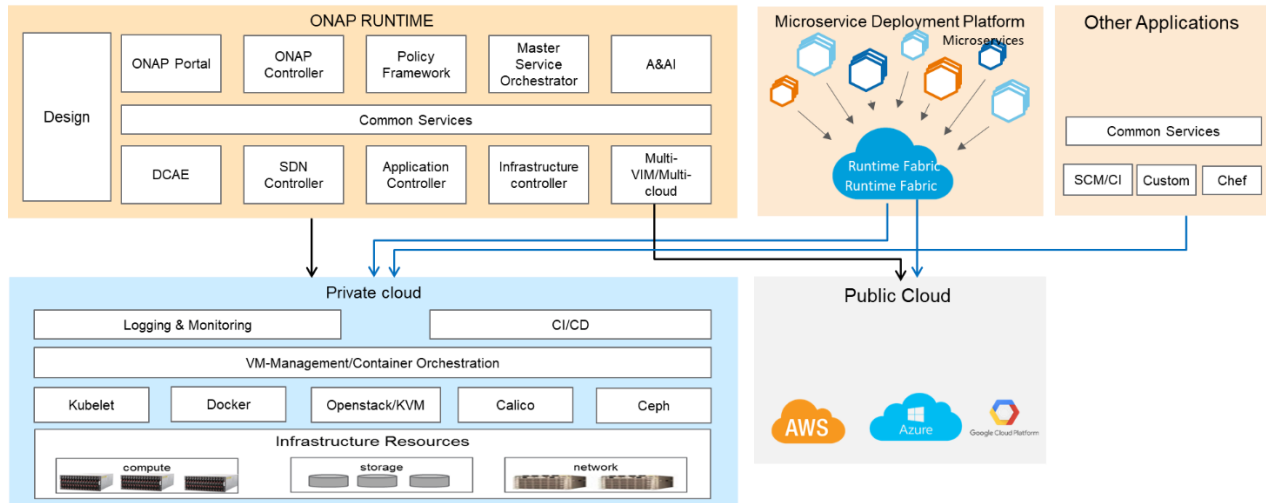 ONAP RUNTIME
Design
ONAP Portal
ONAP
Controller
Policy
Framework
Master
Service
Orchestrator
A&AI
Common Services
DCAE
SDN
Controller
Application
Controller
Infrastructure
controller
Multi-
VIM/Multi-
cloud
Microservice Deployment Platform
Microservices
Runtime Fabric
Runtime Fabric
Other Applications
Common Services
SCM/CI
Custom
Chef
Private cloud
Logging & Monitoring
CI/CD
VM-Management/Container Orchestration
Kubelet
Docker
Openstack/KVM
Calico
Ceph
Infrastructure Resources
compute
storage
network
Public Cloud
AWS
Azure
Google Cloud Platform